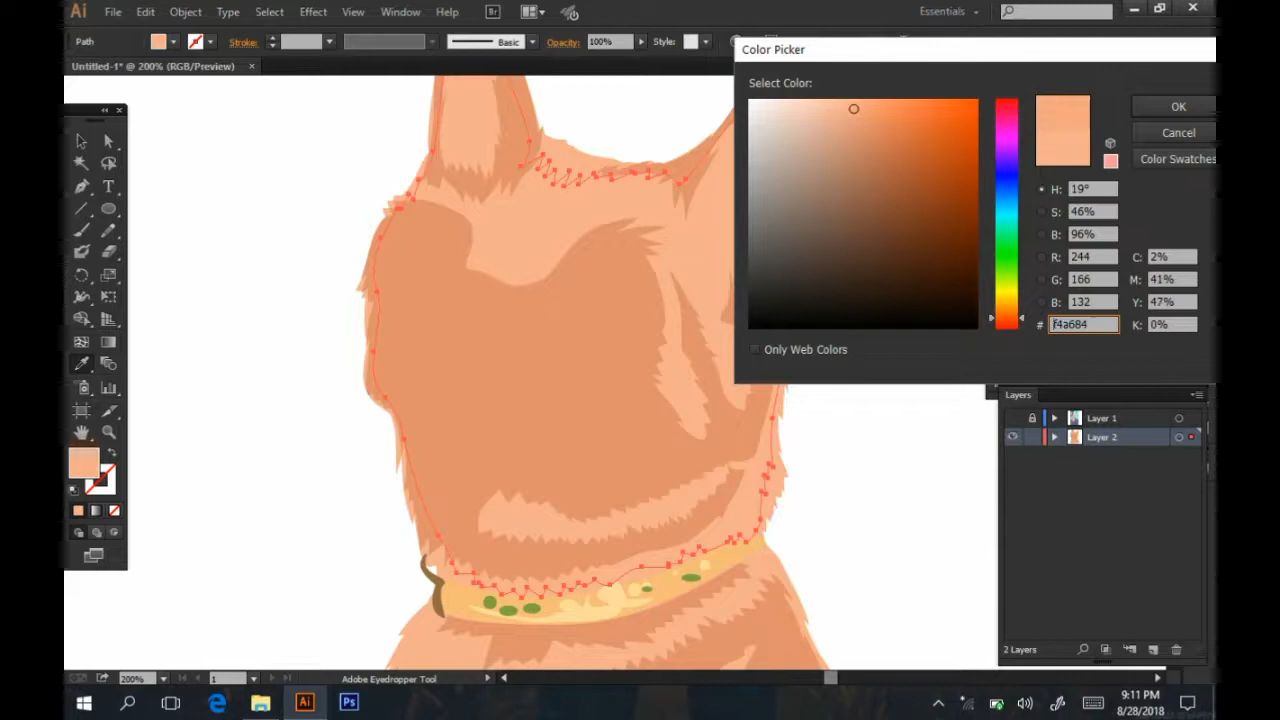 Ai File Edit Object Type Select Effect View Window Help Br Essentials
Path Stroke: Basic Opacity: 100% Style:
Untitled-1* @ 200% (RGB/Preview)
Color Picker
Select Color:
OK
Cancel
Color Swatches
H: 19°
S: 46%
B: 96%
R: 244 C: 2%
G: 166 M: 41%
B: 132 Y: 47%
# f4a684 K: 0%
Only Web Colors
Layers
Layer 1
Layer 2
2 Layers
200% 1 Adobe Eyedropper Tool
Ai Ps 9:11 PM
8/28/2018